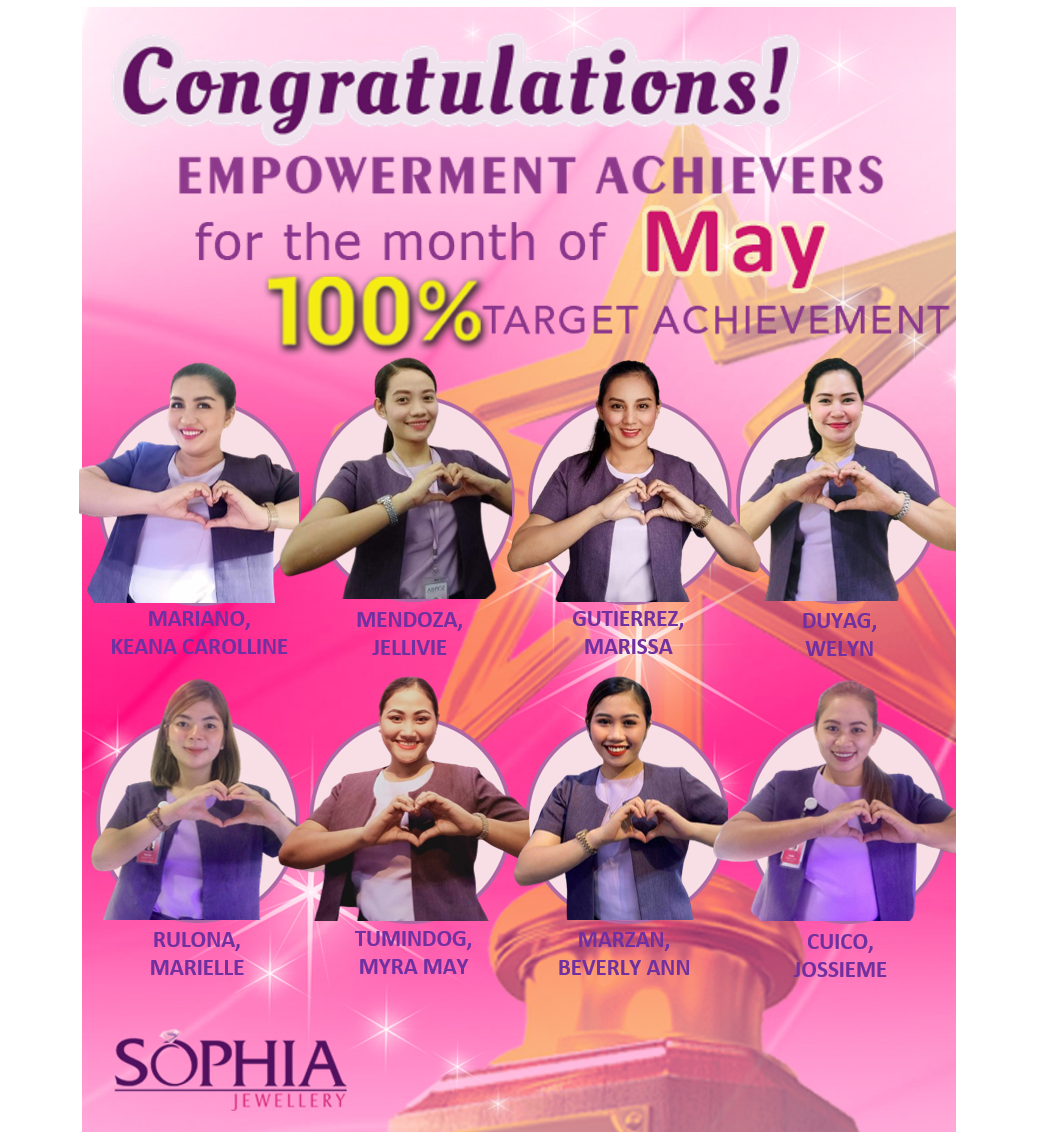 Congratulations!
EMPOWERMENT ACHIEVERS
for the month of May
100% TARGET ACHIEVEMENT
MARIANO,
KEANA CAROLLINE
MENDOZA,
JELLIVIE
GUTIERREZ,
MARISSA
DUYAG,
WELYN
RULONA,
MARIELLE
TUMINDOG,
MYRA MAY
MARZAN,
BEVERLY ANN
CUICO,
JOSSIEME
SOPHIA
JEWELLERY